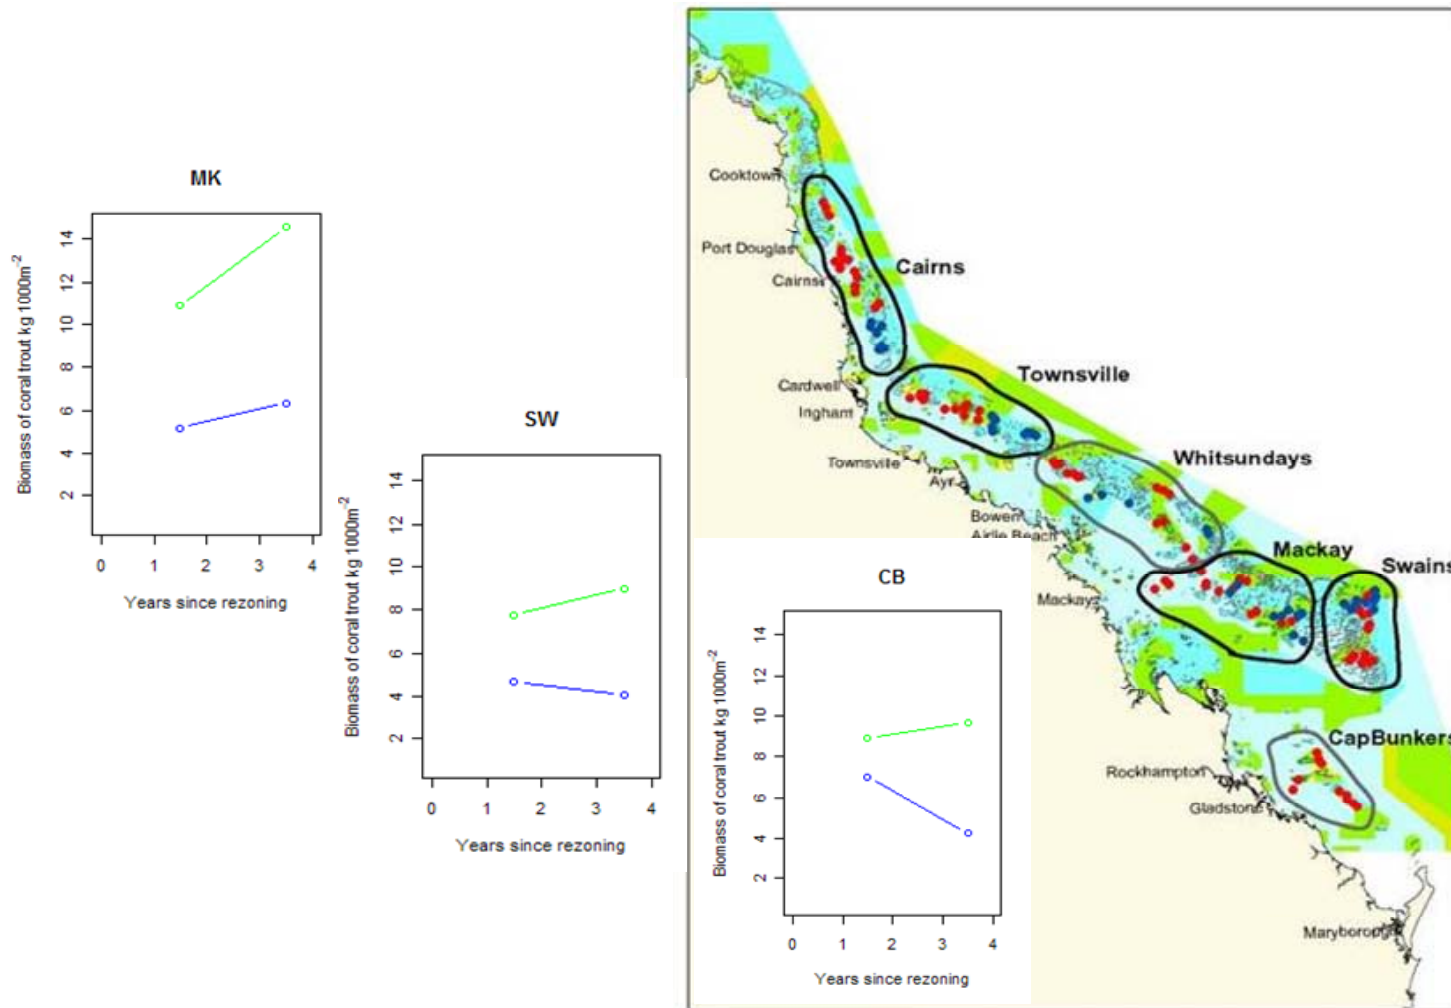 MK
Biomass of coral trout kg 1000m⁻²
14
12
10
8
6
4
2
0
1
2
3
4
Years since rezoning
SW
Biomass of coral trout kg 1000m⁻²
14
12
10
8
6
4
2
0
1
2
3
4
Years since rezoning
CB
Biomass of coral trout kg 1000m⁻²
14
12
10
8
6
4
2
0
1
2
3
4
Years since rezoning
Cooktown
Port Douglas
Cairns
Cairns
Cardwell
Ingham
Townsville
Townsville
Ayr
Whitsundays
Bowen
Airlie Beach
Mackay
Swains
Mackay
CapBunkers
Rockhampton
Gladstone
Maryborough